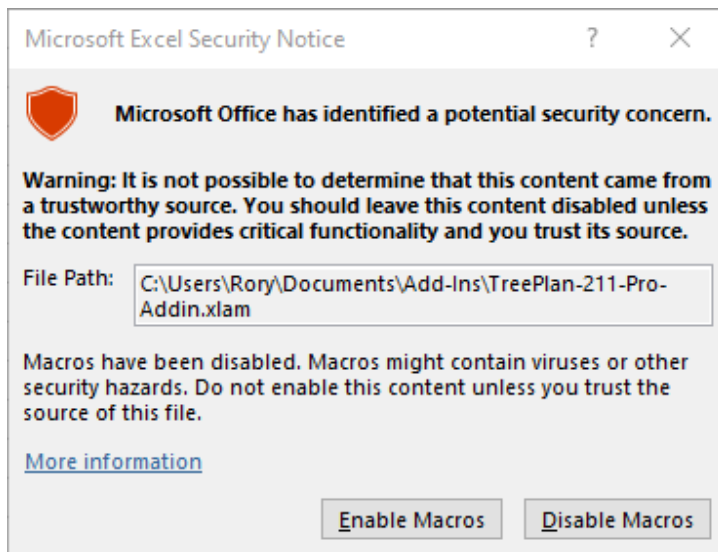 Microsoft Excel Security Notice
Microsoft Office has identified a potential security concern.
Warning: It is not possible to determine that this content came from
a trustworthy source. You should leave this content disabled unless
the content provides critical functionality and you trust its source.
File Path:
C:\Users\Rory\Documents\Add-Ins\TreePlan-211-Pro-
Addin.xlam
Macros have been disabled. Macros might contain viruses or other
security hazards. Do not enable this content unless you trust the
source of this file.
More information
Enable Macros
Disable Macros